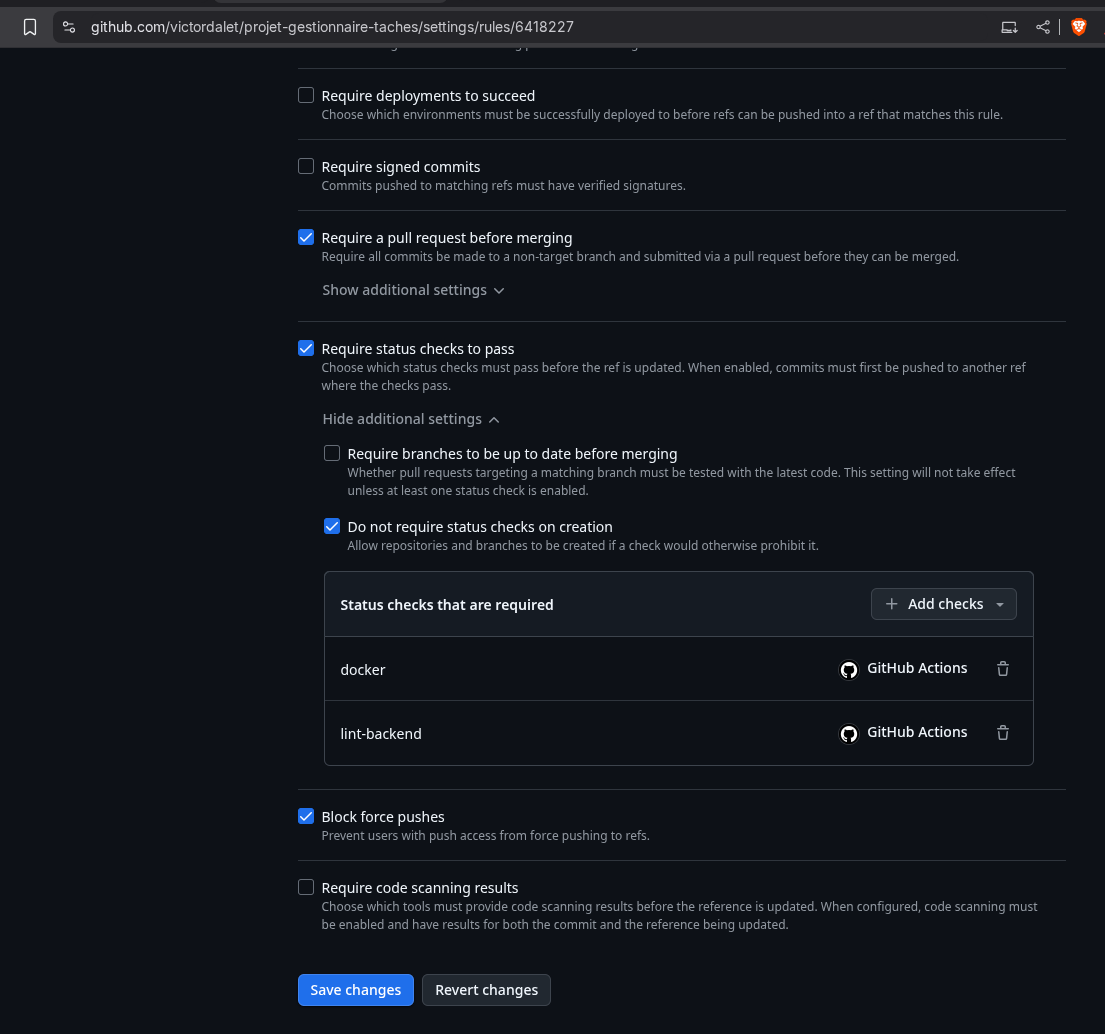 github.com/victordalet/projet-gestionnaire-taches/settings/rules/6418227
Require deployments to succeed
Choose which environments must be successfully deployed to before refs can be pushed into a ref that matches this rule.
Require signed commits
Commits pushed to matching refs must have verified signatures.
Require a pull request before merging
Require all commits be made to a non-target branch and submitted via a pull request before they can be merged.
Show additional settings
Require status checks to pass
Choose which status checks must pass before the ref is updated. When enabled, commits must first be pushed to another ref
where the checks pass.
Hide additional settings
Require branches to be up to date before merging
Whether pull requests targeting a matching branch must be tested with the latest code. This setting will not take effect
unless at least one status check is enabled.
Do not require status checks on creation
Allow repositories and branches to be created if a check would otherwise prohibit it.
Status checks that are required
Add checks
docker
GitHub Actions
lint-backend
GitHub Actions
Block force pushes
Prevent users with push access from force pushing to refs.
Require code scanning results
Choose which tools must provide code scanning results before the reference is updated. When configured, code scanning must
be enabled and have results for both the commit and the reference being updated.
Save changes
Revert changes